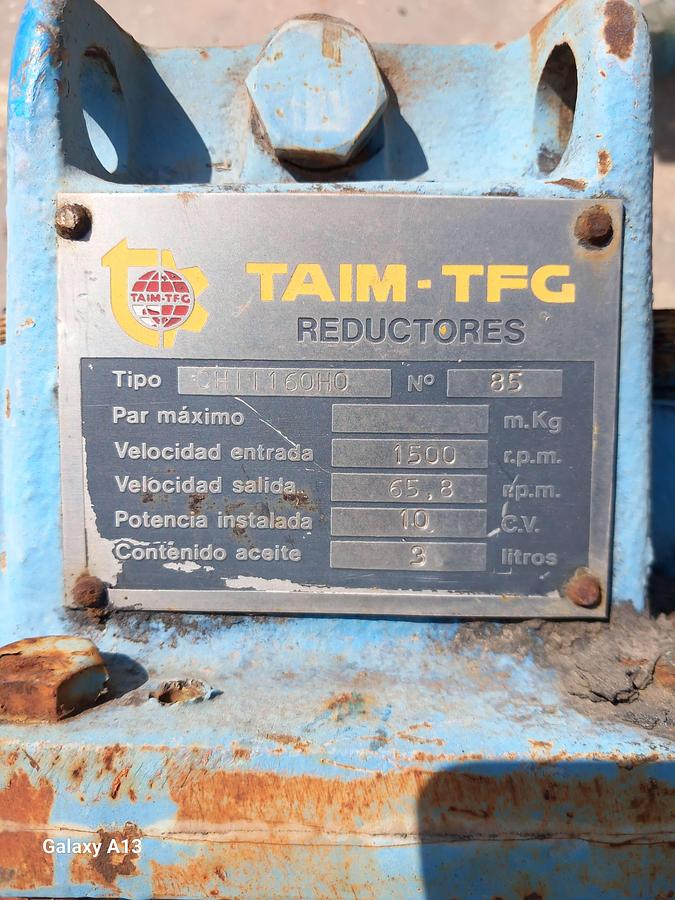 TAIM-TFG
TAIM-TFG
REDUCTORES
Tipo Nº 85
Par máximo m.Kg
Velocidad entrada 1500 r.p.m.
Velocidad salida 65,8 r.p.m.
Potencia instalada 10 C.V.
Contenido aceite 3 litros
Galaxy A13